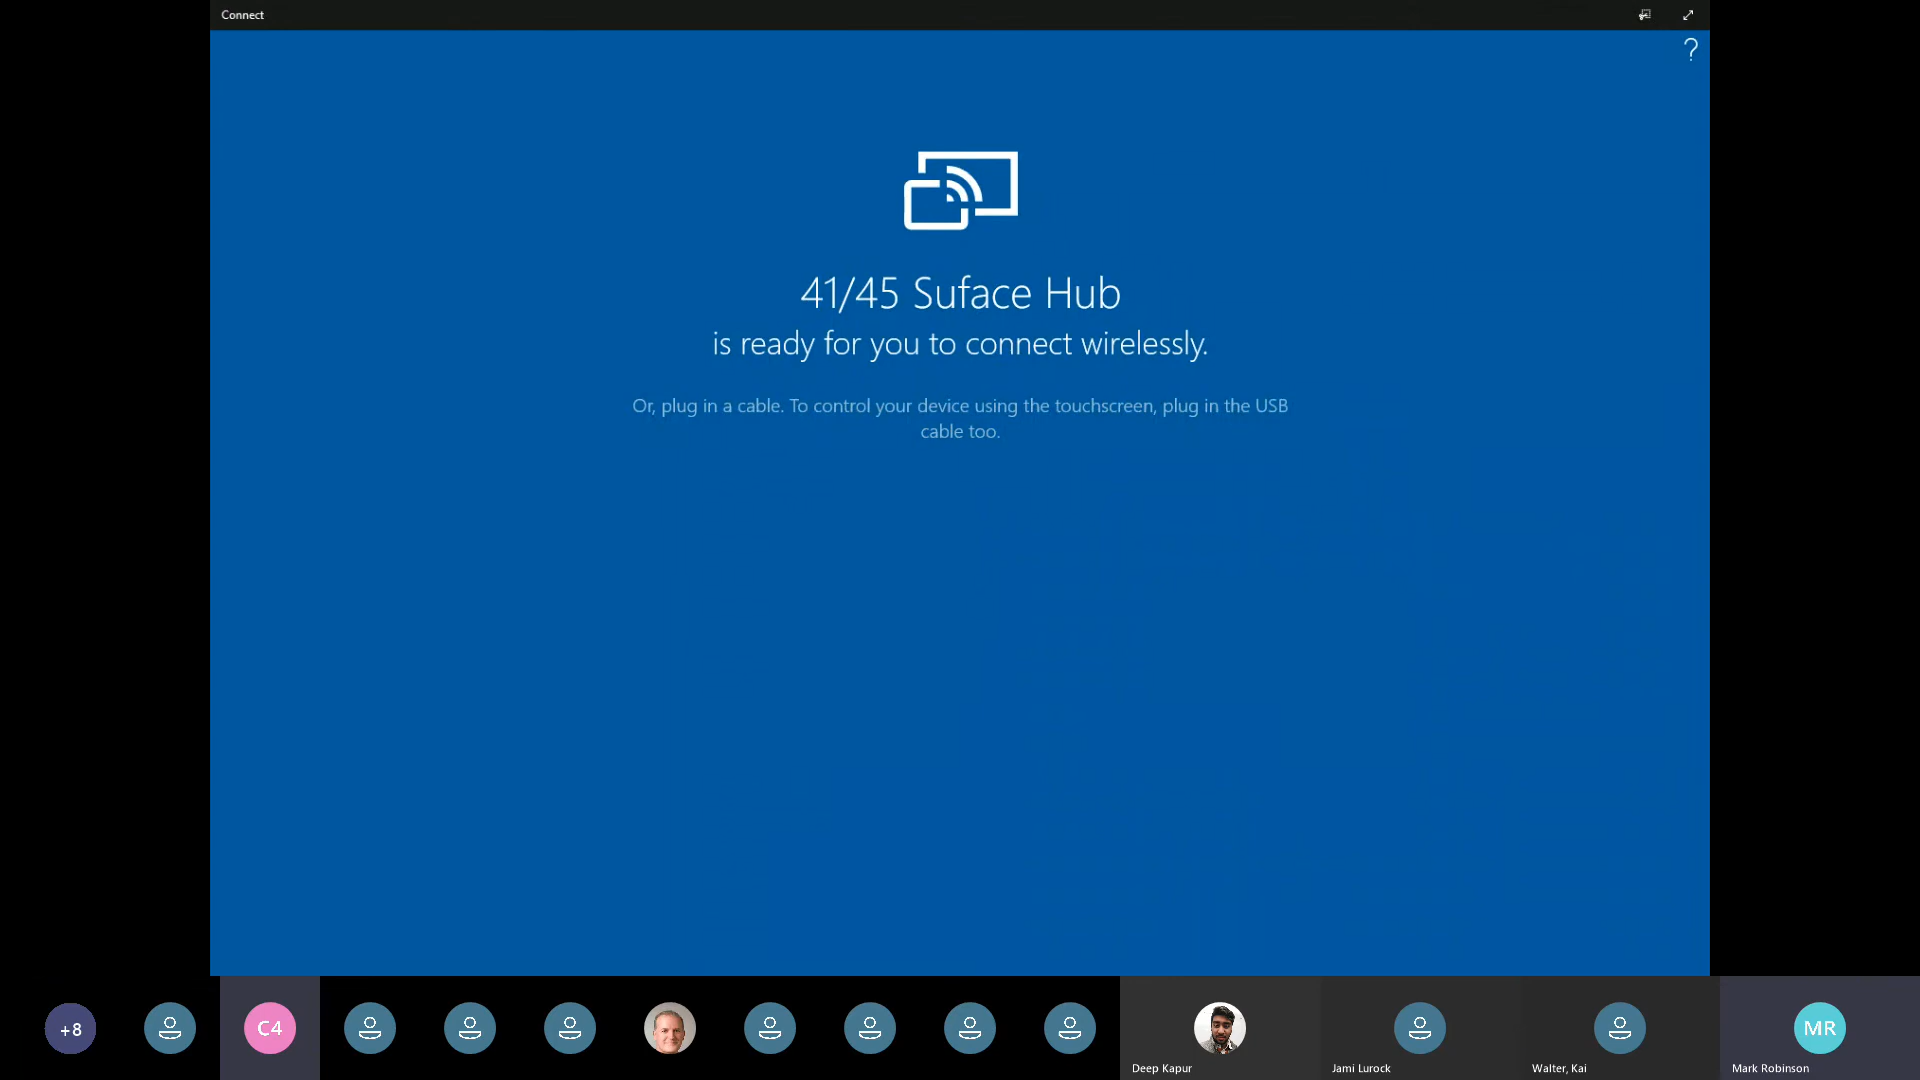 Connect
?
41/45 Suface Hub
is ready for you to connect wirelessly.
Or, plug in a cable. To control your device using the touchscreen, plug in the USB
cable too.
+8
C4
MR
Deep Kapur
Jami Lurock
Walter, Kai
Mark Robinson